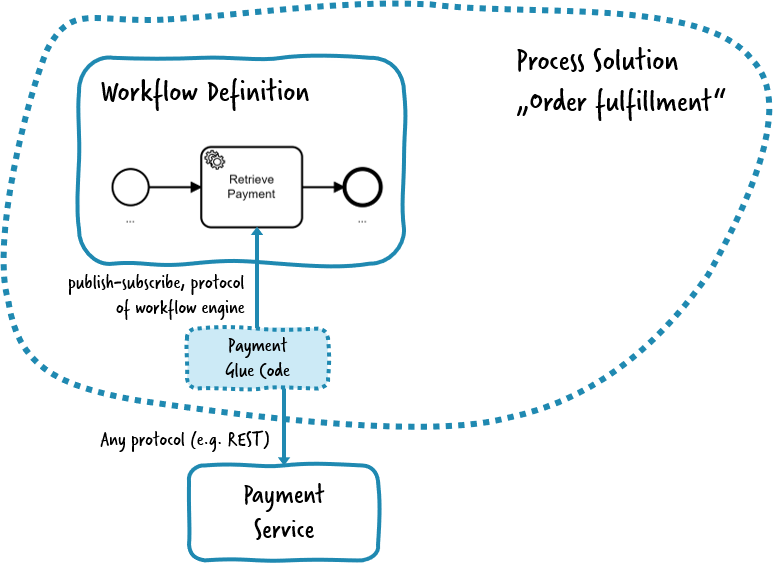 Process Solution
„Order fulfillment“
Workflow Definition
Retrieve
Payment
...
...
publish-subscribe, protocol
of workflow engine
Payment
Glue Code
Any protocol (e.g. REST)
Payment
Service